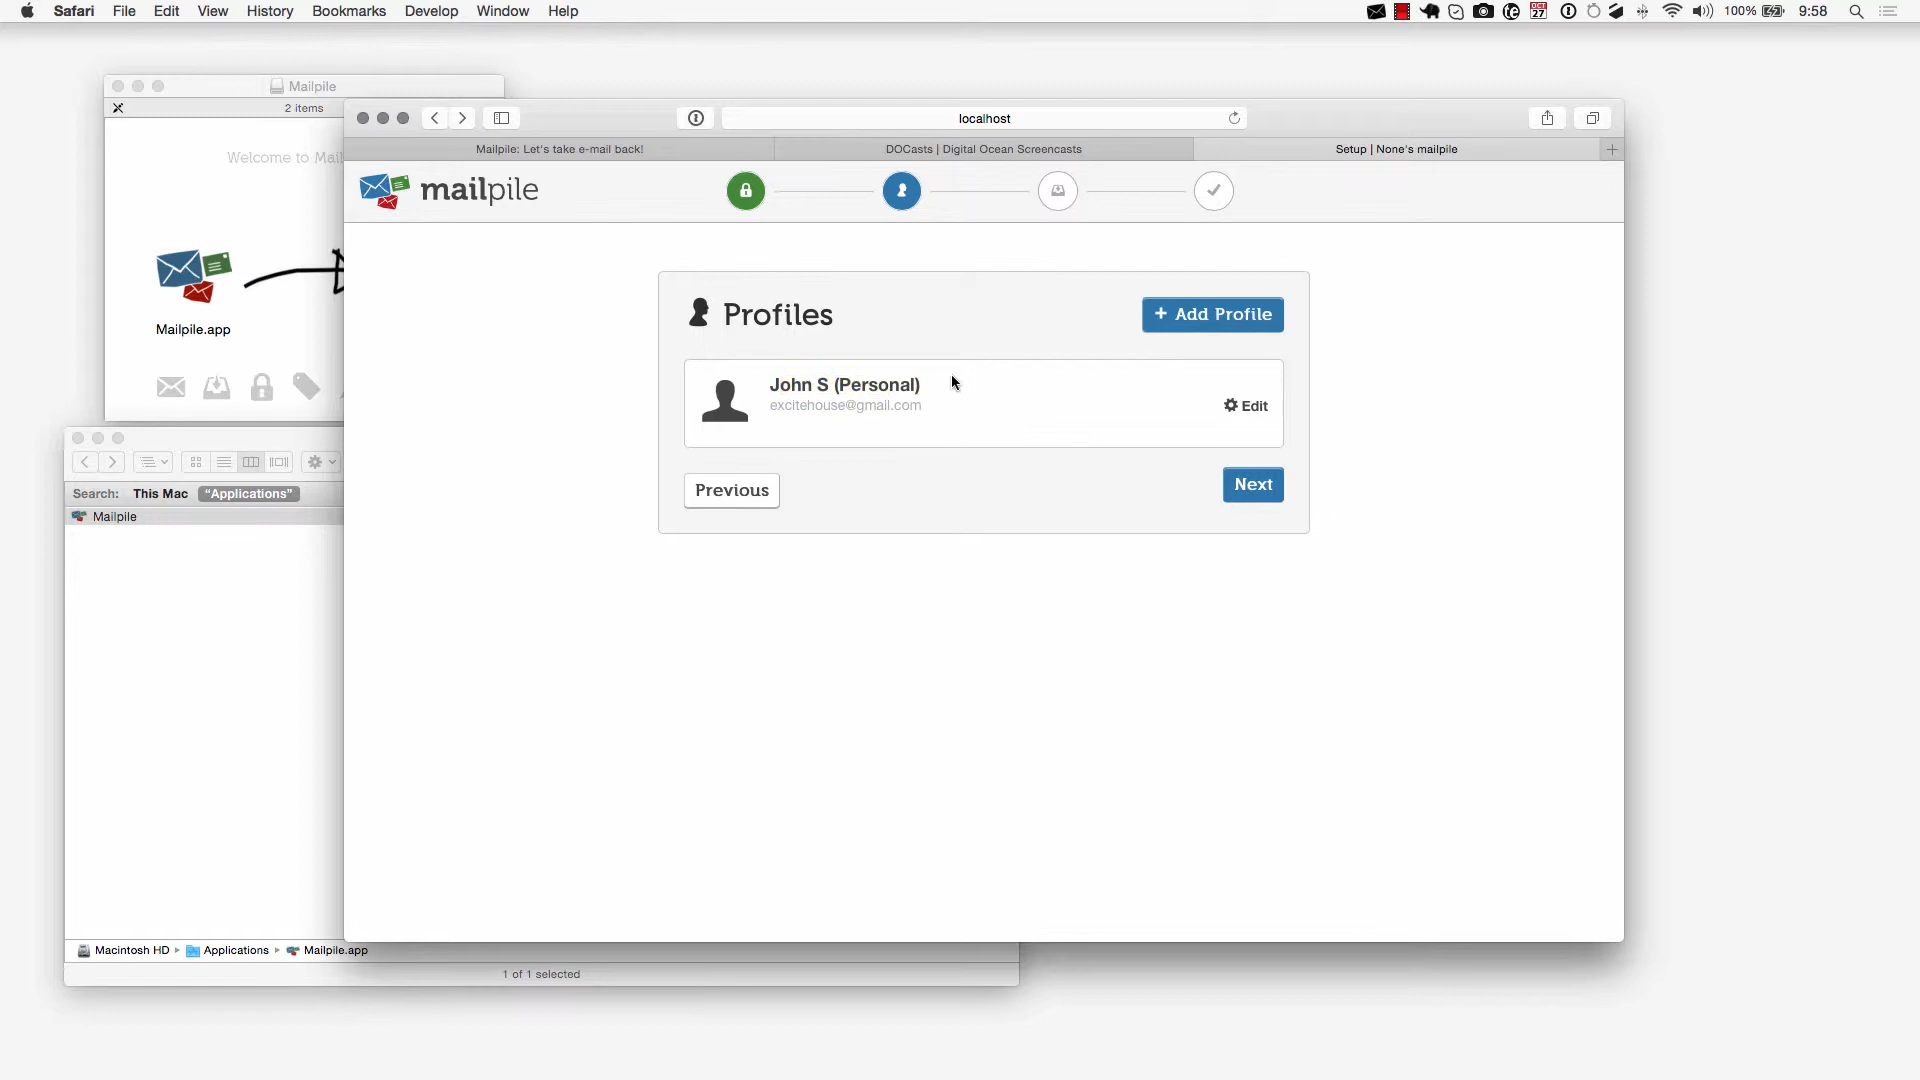 Safari File Edit View History Bookmarks Develop Window Help
OCT 27 100% 9:58
Mailpile
2 items
Welcome to Mail
Mailpile.app
localhost
Mailpile: Let's take e-mail back!
DOCasts | Digital Ocean Screencasts
Setup | None's mailpile
mailpile
Profiles
+ Add Profile
John S (Personal)
excitehouse@gmail.com
Edit
Previous
Next
Search: This Mac "Applications"
Mailpile
Macintosh HD ▸ Applications ▸ Mailpile.app
1 of 1 selected